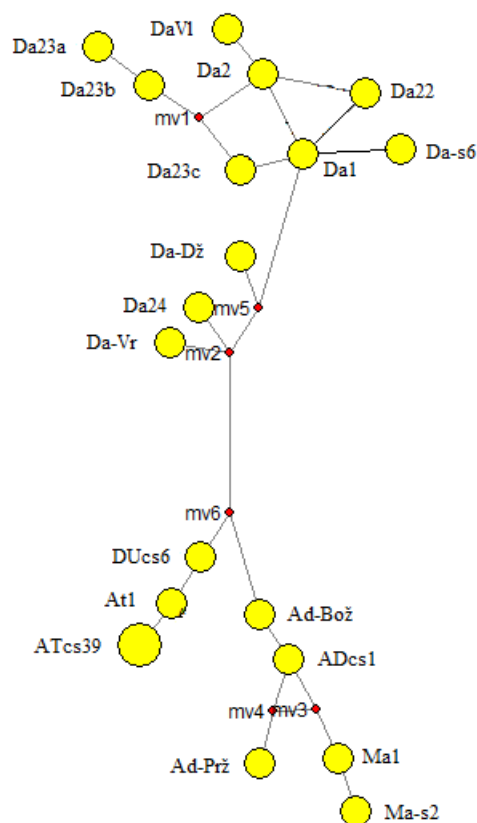 DaVl
Da23a
Da2
Da23b
Da22
mv1
Da-s6
Da23c
Da1
Da-Dž
Da24
mv5
Da-Vr
mv2
mv6
DUcs6
At1
Ad-Bož
ATcs39
ADcs1
mv4
mv3
Ad-Prž
Ma1
Ma-s2